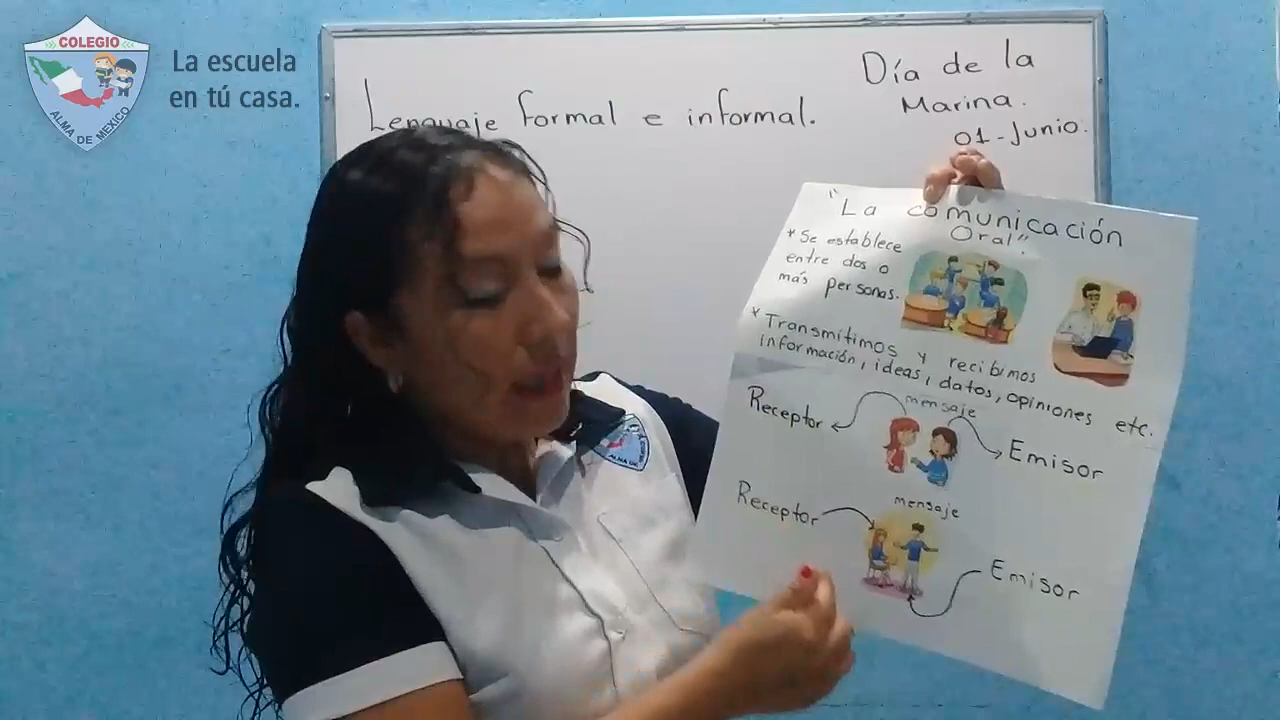 COLEGIO
ALMA DE MÉXICO
La escuela
en tú casa.
Lenguaje formal e informal.
Día de la
Marina.
01-Junio.
"La comunicación
Oral"
* Se establece
entre dos o
más personas.
* Transmitimos y recibimos
información, ideas, datos, opiniones etc.
mensaje
Receptor
Emisor
mensaje
Receptor
Emisor